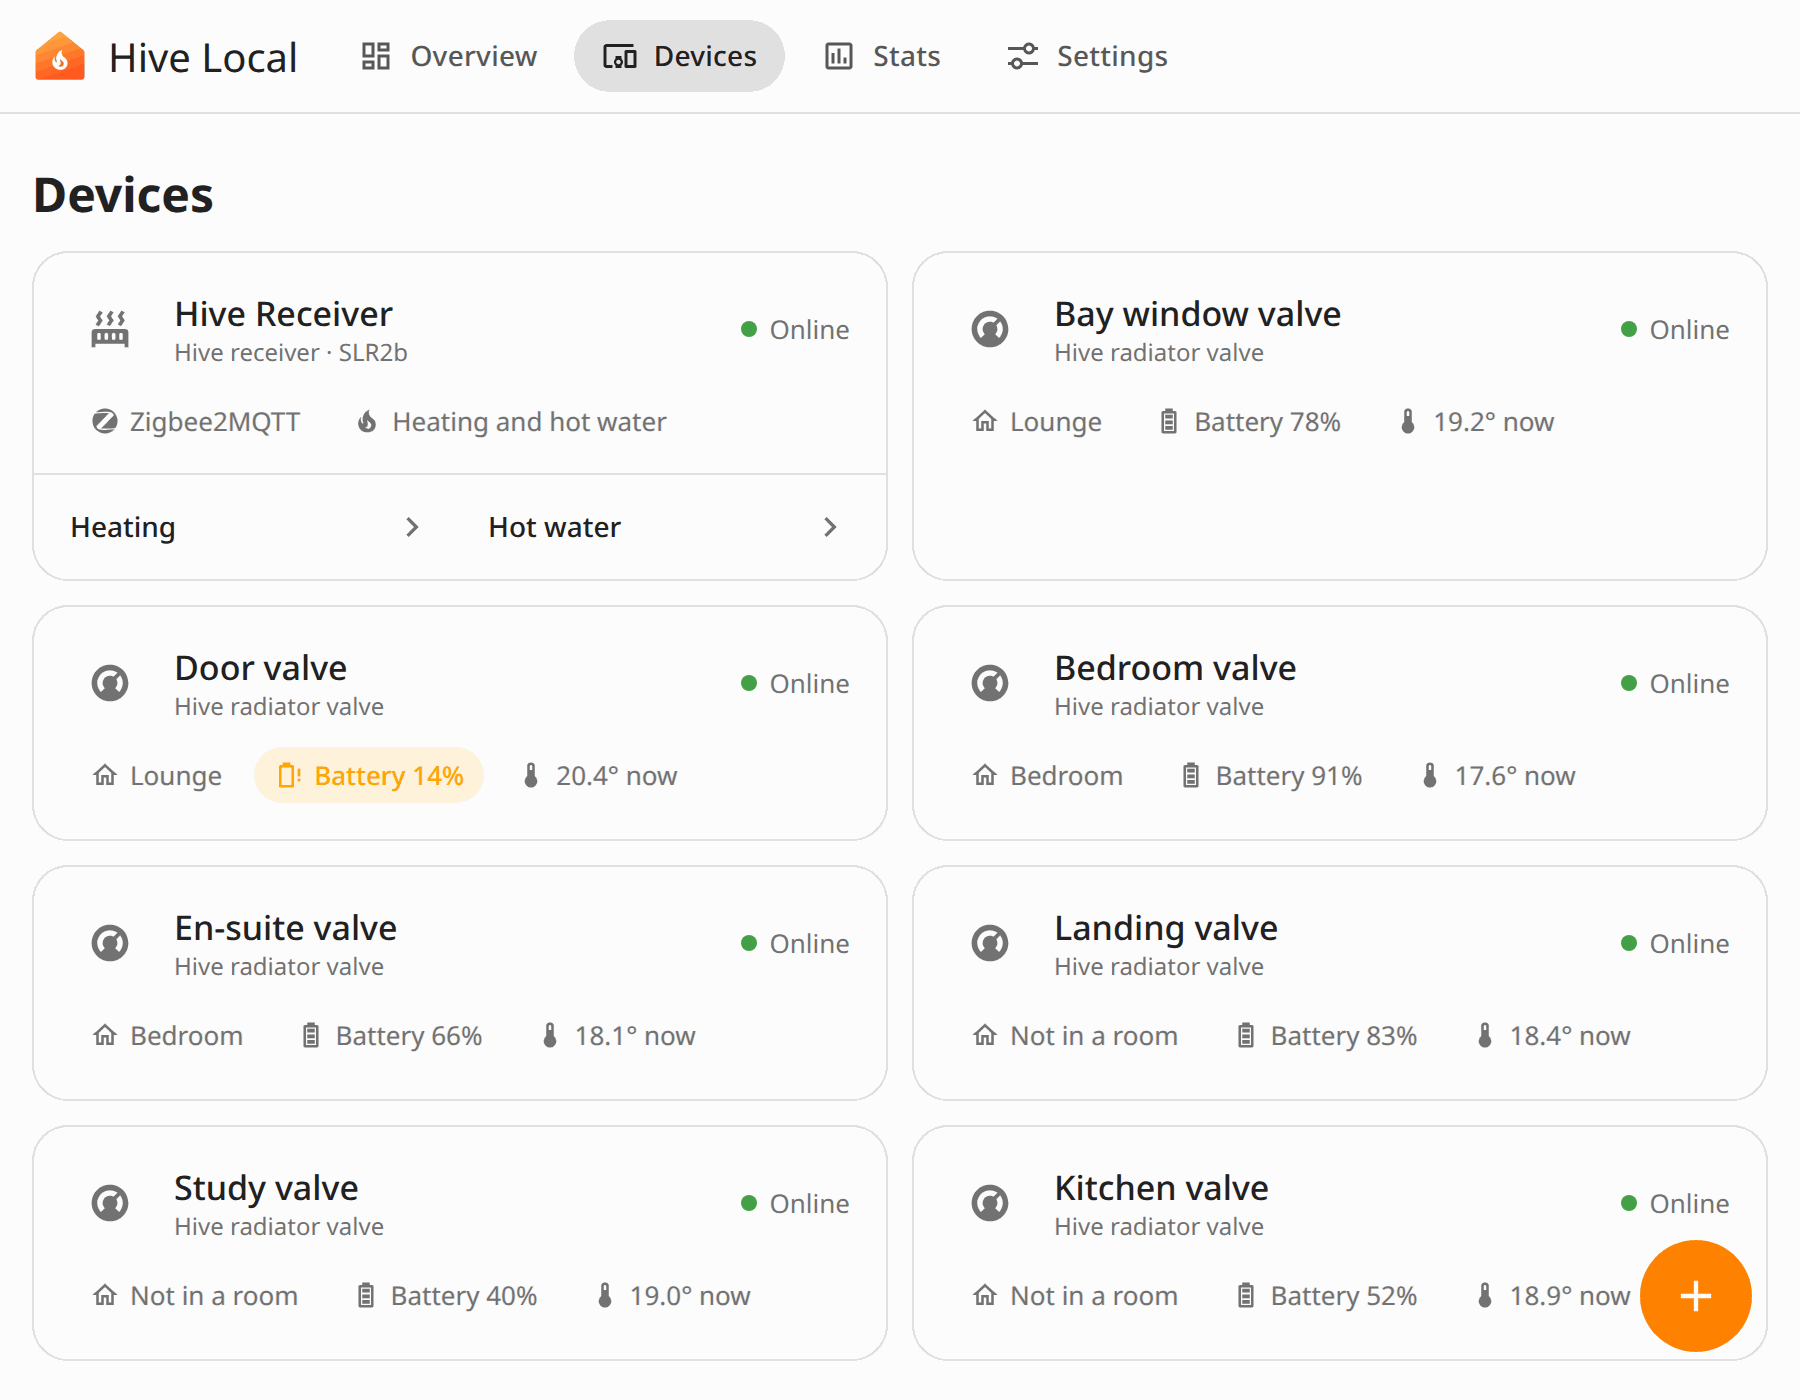 Hive Local
Overview
Devices
Stats
Settings
Devices
Hive Receiver
Hive receiver · SLR2b
Online
Zigbee2MQTT
Heating and hot water
Heating
Hot water
Bay window valve
Hive radiator valve
Online
Lounge
Battery 78%
19.2° now
Door valve
Hive radiator valve
Online
Lounge
Battery 14%
20.4° now
Bedroom valve
Hive radiator valve
Online
Bedroom
Battery 91%
17.6° now
En-suite valve
Hive radiator valve
Online
Bedroom
Battery 66%
18.1° now
Landing valve
Hive radiator valve
Online
Not in a room
Battery 83%
18.4° now
Study valve
Hive radiator valve
Online
Not in a room
Battery 40%
19.0° now
Kitchen valve
Hive radiator valve
Online
Not in a room
Battery 52%
18.9° now